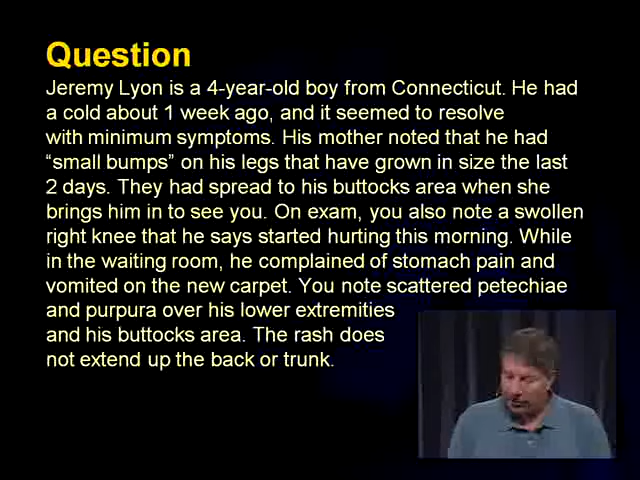 Question
Jeremy Lyon is a 4-year-old boy from Connecticut. He had
a cold about 1 week ago, and it seemed to resolve
with minimum symptoms. His mother noted that he had
“small bumps” on his legs that have grown in size the last
2 days. They had spread to his buttocks area when she
brings him in to see you. On exam, you also note a swollen
right knee that he says started hurting this morning. While
in the waiting room, he complained of stomach pain and
vomited on the new carpet. You note scattered petechiae
and purpura over his lower extremities
and his buttocks area. The rash does
not extend up the back or trunk.